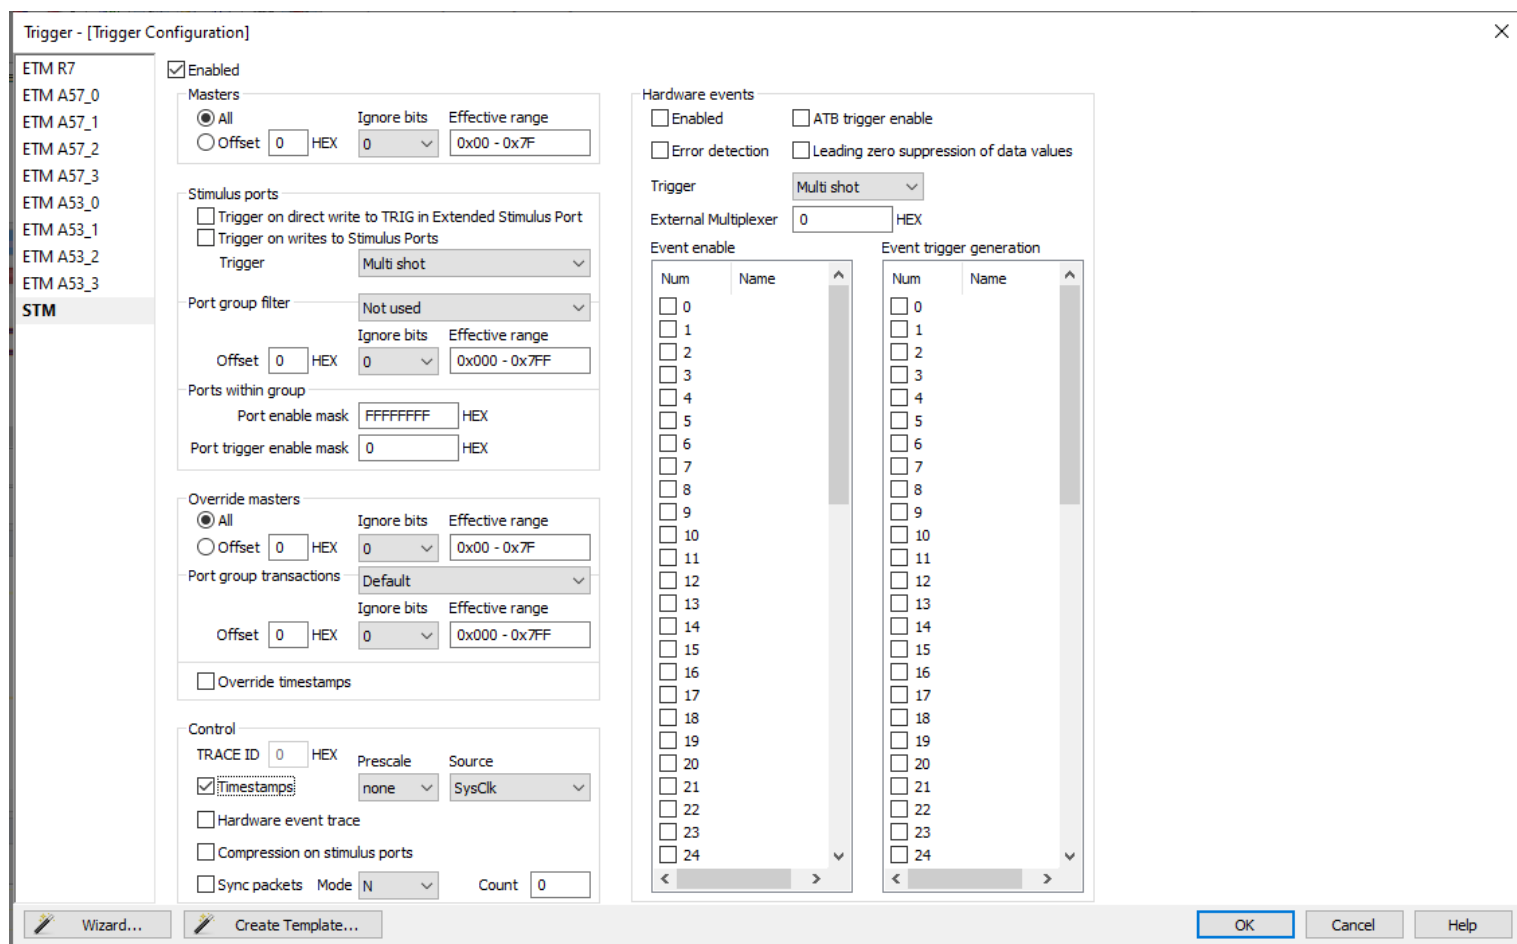 Trigger - [Trigger Configuration]
ETM R7
ETM A57_0
ETM A57_1
ETM A57_2
ETM A57_3
ETM A53_0
ETM A53_1
ETM A53_2
ETM A53_3
STM
Enabled
Masters
All Ignore bits Effective range
Offset 0 HEX 0 0x00 - 0x7F
Stimulus ports
Trigger on direct write to TRIG in Extended Stimulus Port
Trigger on writes to Stimulus Ports
Trigger Multi shot
Port group filter Not used
Ignore bits Effective range
Offset 0 HEX 0 0x000 - 0x7FF
Ports within group
Port enable mask FFFFFFFF HEX
Port trigger enable mask 0 HEX
Override masters
All Ignore bits Effective range
Offset 0 HEX 0 0x00 - 0x7F
Port group transactions Default
Ignore bits Effective range
Offset 0 HEX 0 0x000 - 0x7FF
Override timestamps
Control
TRACE ID 0 HEX Prescale Source
Timestamps none SysClk
Hardware event trace
Compression on stimulus ports
Sync packets Mode N Count 0
Hardware events
Enabled ATB trigger enable
Error detection Leading zero suppression of data values
Trigger Multi shot
External Multiplexer 0 HEX
Event enable Event trigger generation
Num Name Num Name
0 0
1 1
2 2
3 3
4 4
5 5
6 6
7 7
8 8
9 9
10 10
11 11
12 12
13 13
14 14
15 15
16 16
17 17
18 18
19 19
20 20
21 21
22 22
23 23
24 24
Wizard... Create Template... OK Cancel Help